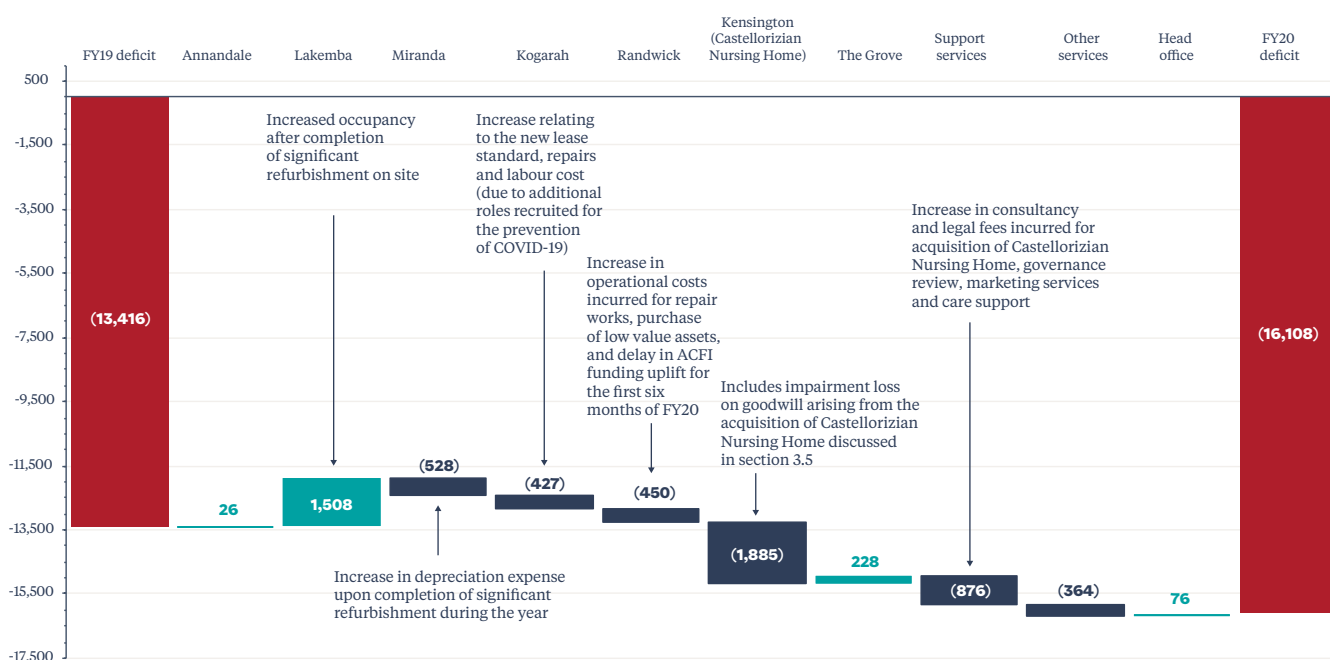 FY19 deficit
Annandale
Lakemba
Miranda
Kogarah
Randwick
Kensington
(Castellorizian
Nursing Home)
The Grove
Support
services
Other
services
Head
office
FY20
deficit
500
-1,500
-3,500
-5,500
-7,500
-9,500
-11,500
-13,500
-15,500
-17,500
(13,416)
26
1,508
(528)
(427)
(450)
(1,885)
228
(876)
(364)
76
(16,108)
Increased occupancy
after completion
of significant
refurbishment on site
Increase in depreciation expense
upon completion of significant
refurbishment during the year
Increase relating
to the new lease
standard, repairs
and labour cost
(due to additional
roles recruited for
the prevention
of COVID-19)
Increase in
operational costs
incurred for repair
works, purchase
of low value assets,
and delay in ACFI
funding uplift for
the first six
months of FY20
Includes impairment loss
on goodwill arising from the
acquisition of Castellorizian
Nursing Home discussed
in section 3.5
Increase in consultancy
and legal fees incurred for
acquisition of Castellorizian
Nursing Home, governance
review, marketing services
and care support